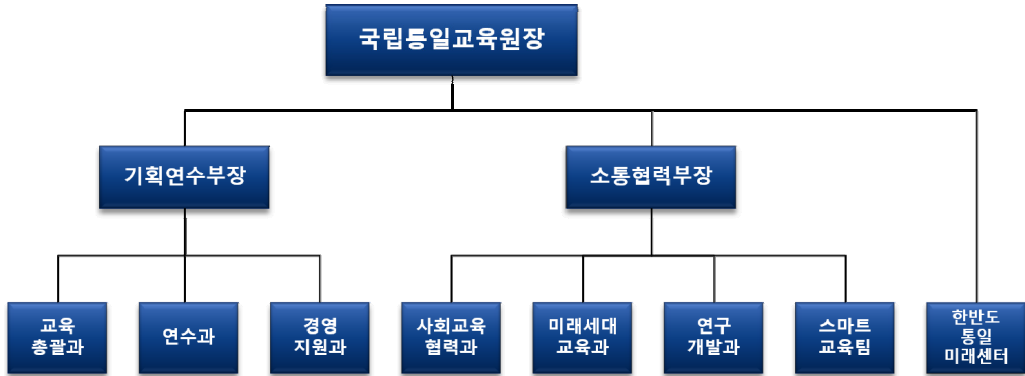 국립통일교육원장
기획연수부장
소통협력부장
교육
총괄과
연수과
경영
지원과
사회교육
협력과
미래세대
교육과
연구
개발과
스마트
교육팀
한반도
통일
미래센터